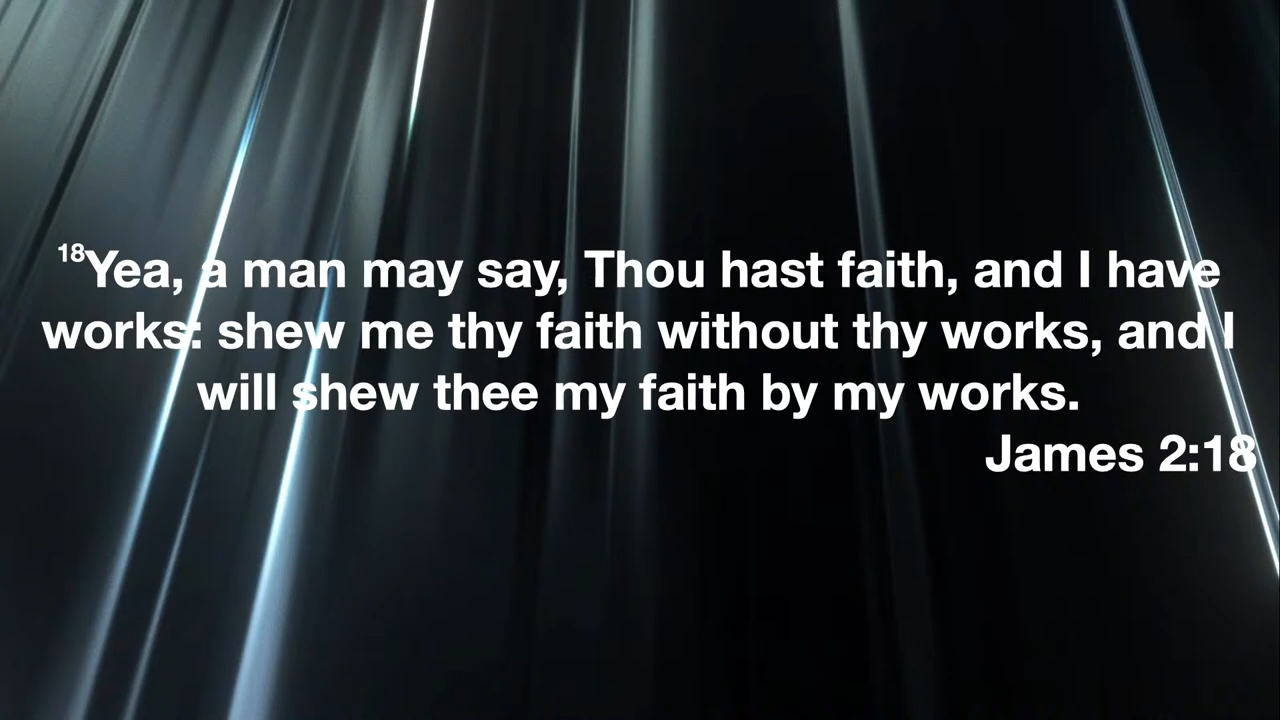 18Yea, a man may say, Thou hast faith, and I have
works: shew me thy faith without thy works, and I
will shew thee my faith by my works.
James 2:18